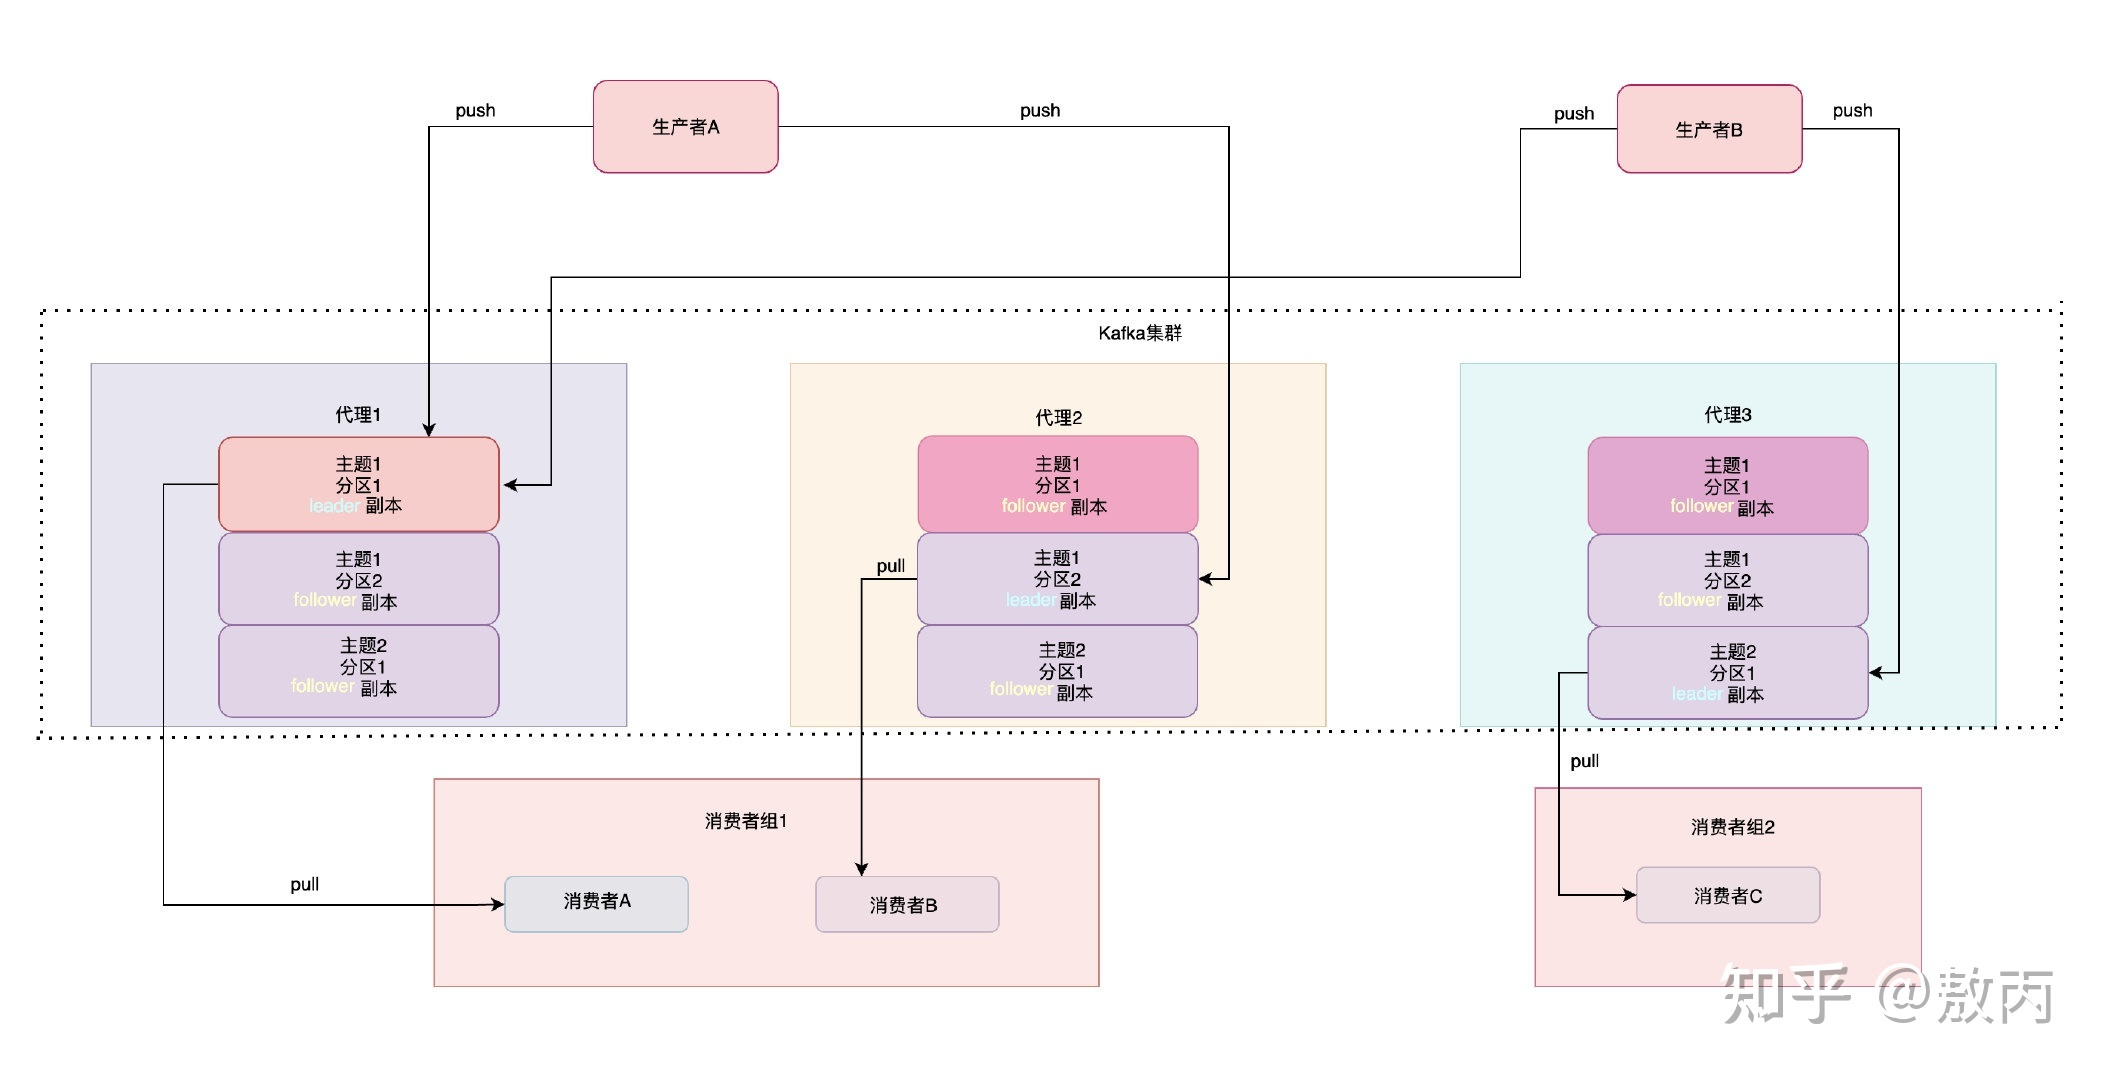 push
生产者A
push
push
生产者B
push
Kafka集群
代理1
主题1
分区1
leader 副本
主题1
分区2
follower 副本
主题2
分区1
follower 副本
代理2
主题1
分区1
follower 副本
pull
主题1
分区2
leader 副本
主题2
分区1
follower 副本
代理3
主题1
分区1
follower 副本
主题1
分区2
follower 副本
主题2
分区1
leader 副本
pull
消费者组1
pull
消费者A
消费者B
消费者组2
消费者C
知乎 @敖丙